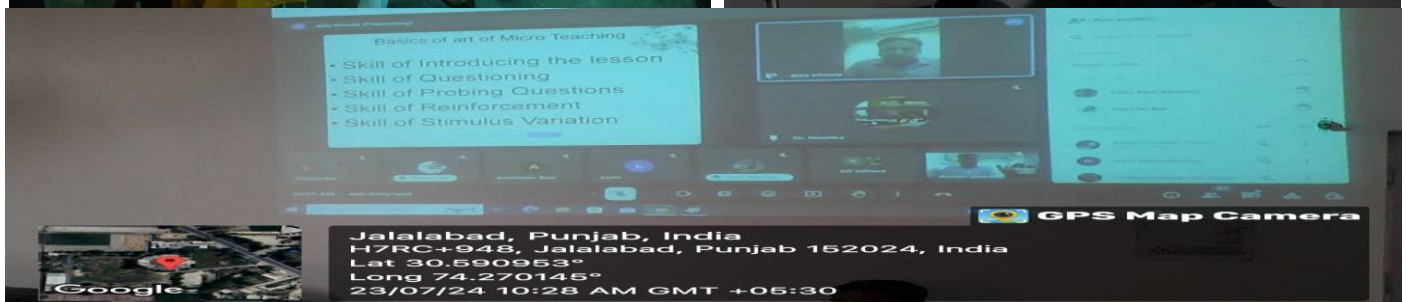 Basics of art of Micro Teaching
• Skill of Introducing the lesson
• Skill of Questioning
• Skill of Probing Questions
• Skill of Reinforcement
• Skill of Stimulus Variation
GPS Map Camera
Jalalabad, Punjab, India
H7RC+948, Jalalabad, Punjab 152024, India
Lat 30.590953°
Long 74.270145°
23/07/24 10:28 AM GMT +05:30
Google